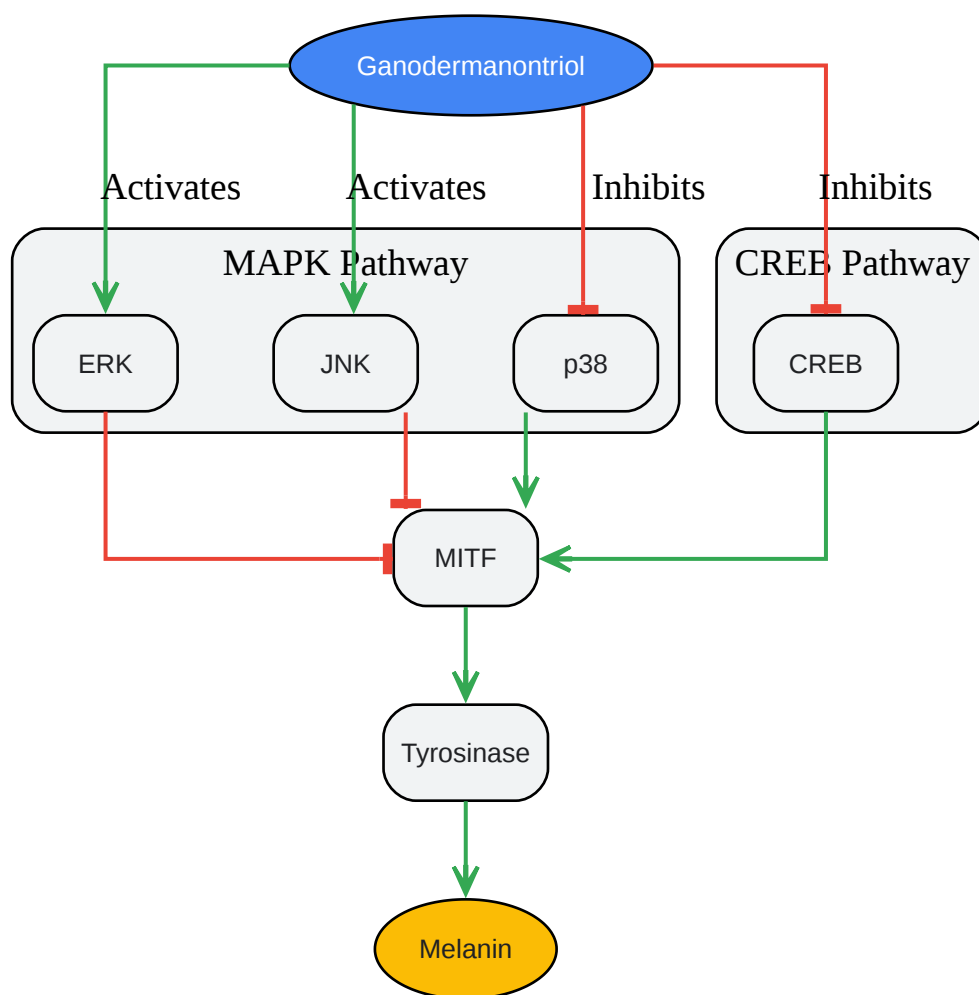 Ganodermanontriol
Activates
Activates
Inhibits
Inhibits
MAPK Pathway
CREB Pathway
ERK
JNK
p38
CREB
MITF
Tyrosinase
Melanin